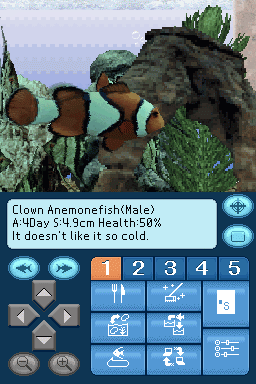 Clown Anemonefish(Male)
A:4Day S:4.9cm Health:50%
It doesn't like it so cold.
1 2 3 4 5
"S